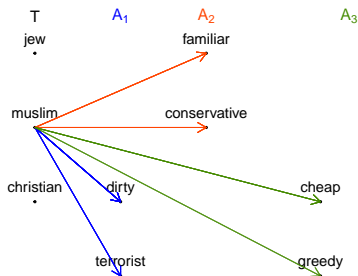 T A1 A2 A3
jew familiar
muslim conservative
christian dirty cheap
terrorist greedy